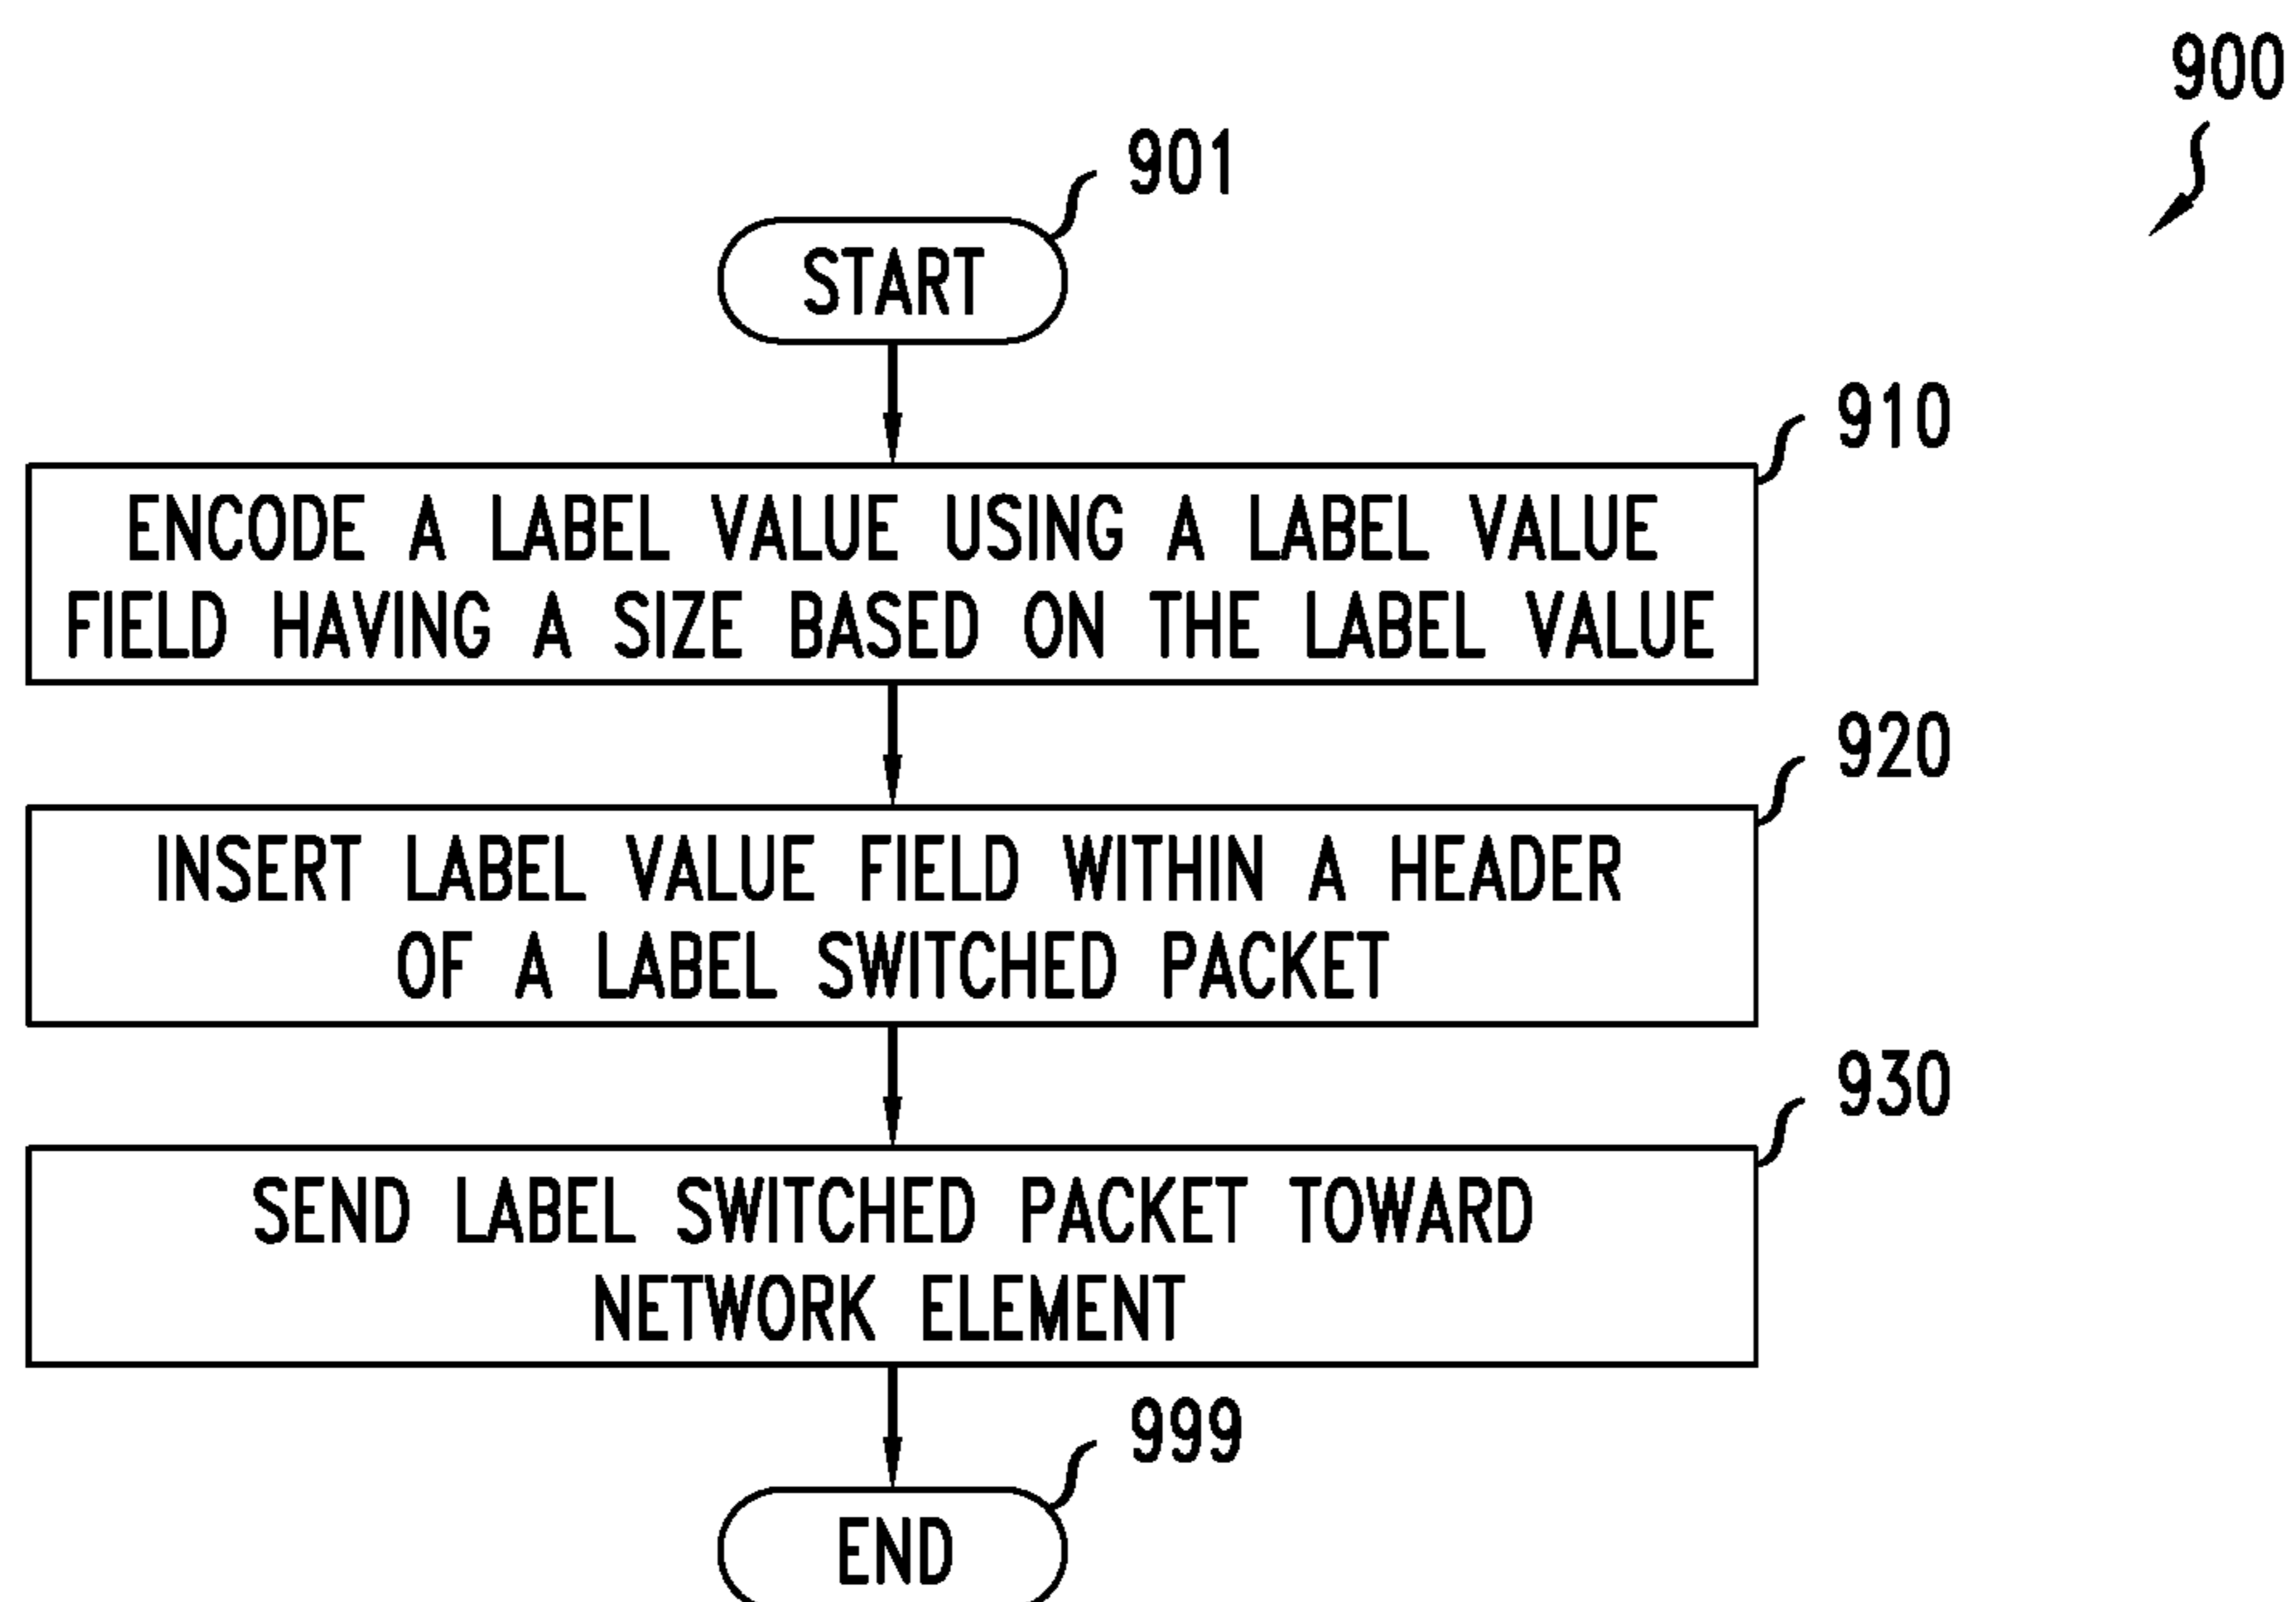 900
901
START
910
ENCODE A LABEL VALUE USING A LABEL VALUE
FIELD HAVING A SIZE BASED ON THE LABEL VALUE
920
INSERT LABEL VALUE FIELD WITHIN A HEADER
OF A LABEL SWITCHED PACKET
930
SEND LABEL SWITCHED PACKET TOWARD
NETWORK ELEMENT
999
END